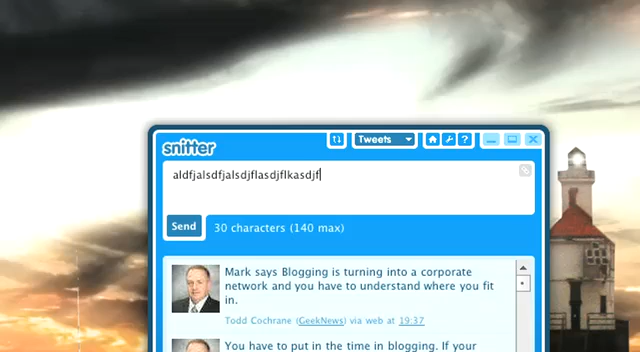 snitter
Tweets
?
aldfjalsdfjalsdjflasdjflkasdjf
Send
30 characters (140 max)
Mark says Blogging is turning into a corporate
network and you have to understand where you fit
in.
Todd Cochrane (GeekNews) via web at 19:37
You have to put in the time in blogging. If your